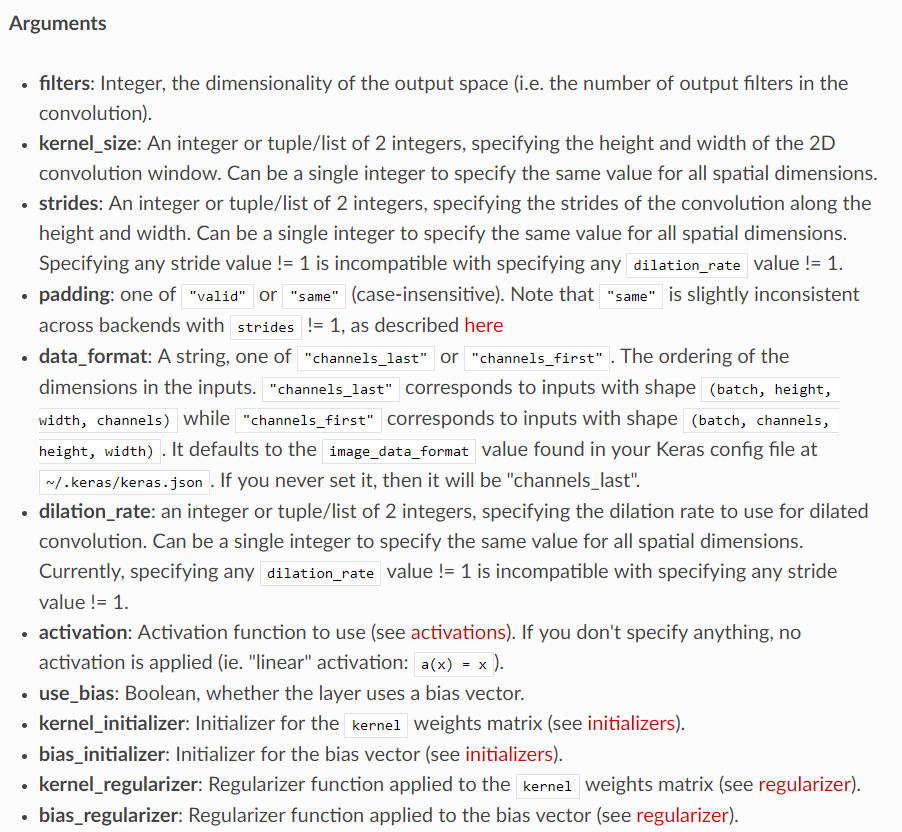 Arguments
• filters: Integer, the dimensionality of the output space (i.e. the number of output filters in the
convolution).
• kernel_size: An integer or tuple/list of 2 integers, specifying the height and width of the 2D
convolution window. Can be a single integer to specify the same value for all spatial dimensions.
• strides: An integer or tuple/list of 2 integers, specifying the strides of the convolution along the
height and width. Can be a single integer to specify the same value for all spatial dimensions.
Specifying any stride value != 1 is incompatible with specifying any dilation_rate value != 1.
• padding: one of "valid" or "same" (case-insensitive). Note that "same" is slightly inconsistent
across backends with strides != 1, as described here
• data_format: A string, one of "channels_last" or "channels_first". The ordering of the
dimensions in the inputs. "channels_last" corresponds to inputs with shape (batch, height,
width, channels) while "channels_first" corresponds to inputs with shape (batch, channels,
height, width). It defaults to the image_data_format value found in your Keras config file at
~/.keras/keras.json. If you never set it, then it will be "channels_last".
• dilation_rate: an integer or tuple/list of 2 integers, specifying the dilation rate to use for dilated
convolution. Can be a single integer to specify the same value for all spatial dimensions.
Currently, specifying any dilation_rate value != 1 is incompatible with specifying any stride
value != 1.
• activation: Activation function to use (see activations). If you don't specify anything, no
activation is applied (ie. "linear" activation: a(x) = x).
• use_bias: Boolean, whether the layer uses a bias vector.
• kernel_initializer: Initializer for the kernel weights matrix (see initializers).
• bias_initializer: Initializer for the bias vector (see initializers).
• kernel_regularizer: Regularizer function applied to the kernel weights matrix (see regularizer).
• bias_regularizer: Regularizer function applied to the bias vector (see regularizer).